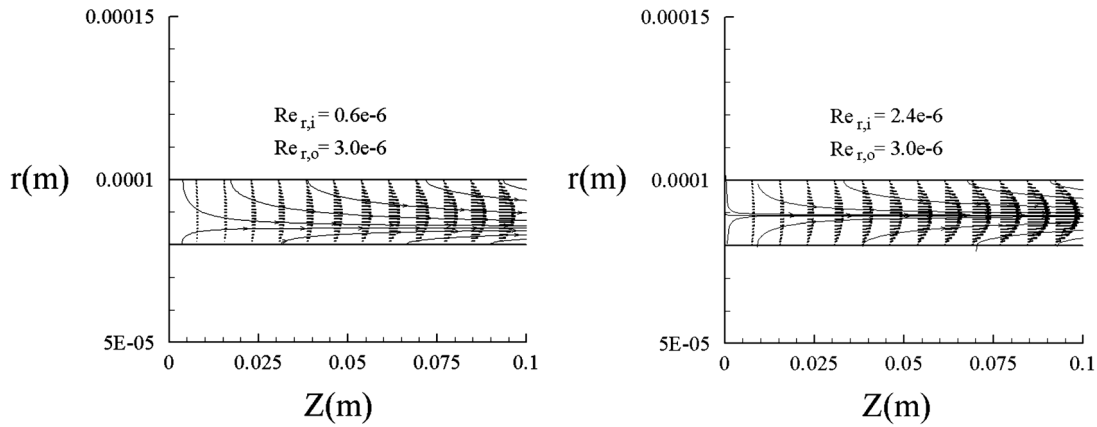 0.00015
Re r,i = 0.6e-6
Re r,o = 3.0e-6
r(m)
0.0001
5E-05
0
0.025
0.05
0.075
0.1
Z(m)
0.00015
Re r,i = 2.4e-6
Re r,o = 3.0e-6
r(m)
0.0001
5E-05
0
0.025
0.05
0.075
0.1
Z(m)